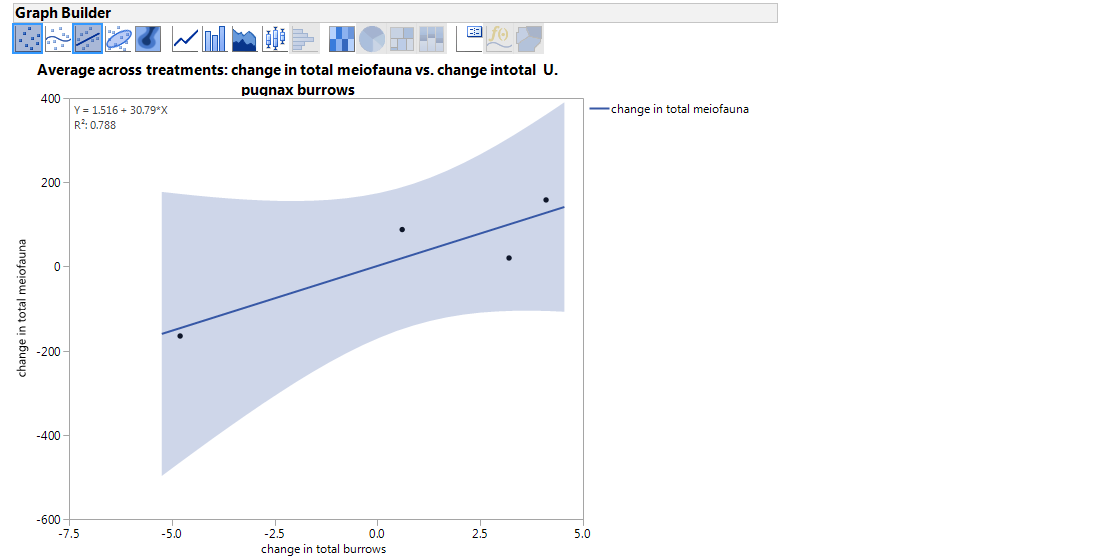 Graph Builder
Average across treatments: change in total meiofauna vs. change intotal U.
pugnax burrows
Y = 1.516 + 30.79*X
R²: 0.788
change in total meiofauna
400
200
0
-200
-400
-600
change in total meiofauna
-7.5
-5.0
-2.5
0.0
2.5
5.0
change in total burrows